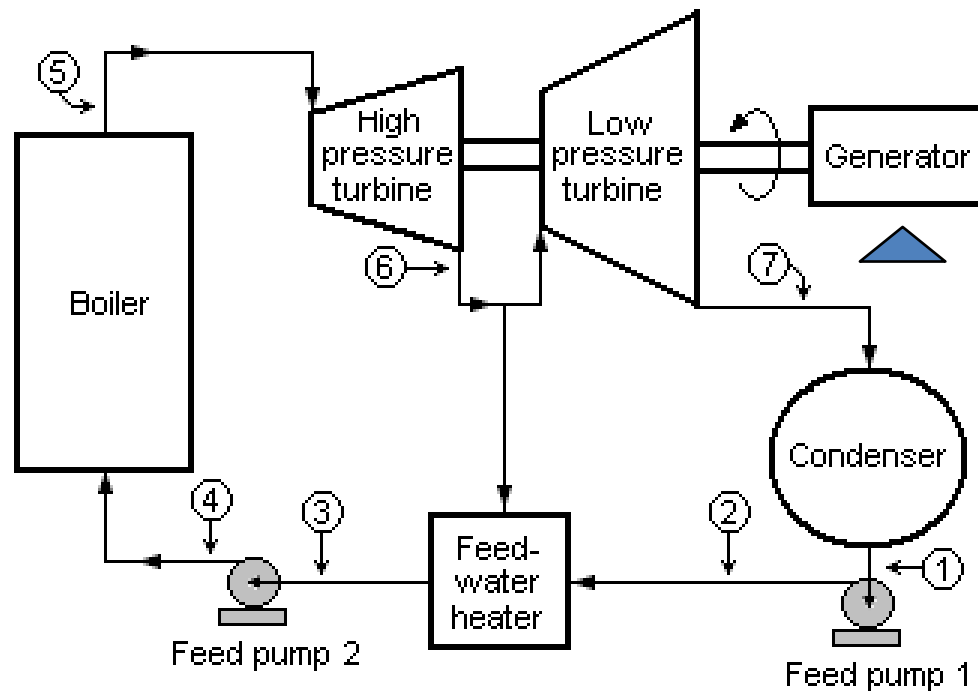 5
High
pressure
turbine
Low
pressure
turbine
Generator
6
7
Boiler
Condenser
4
3
2
1
Feed-
water
heater
Feed pump 2
Feed pump 1